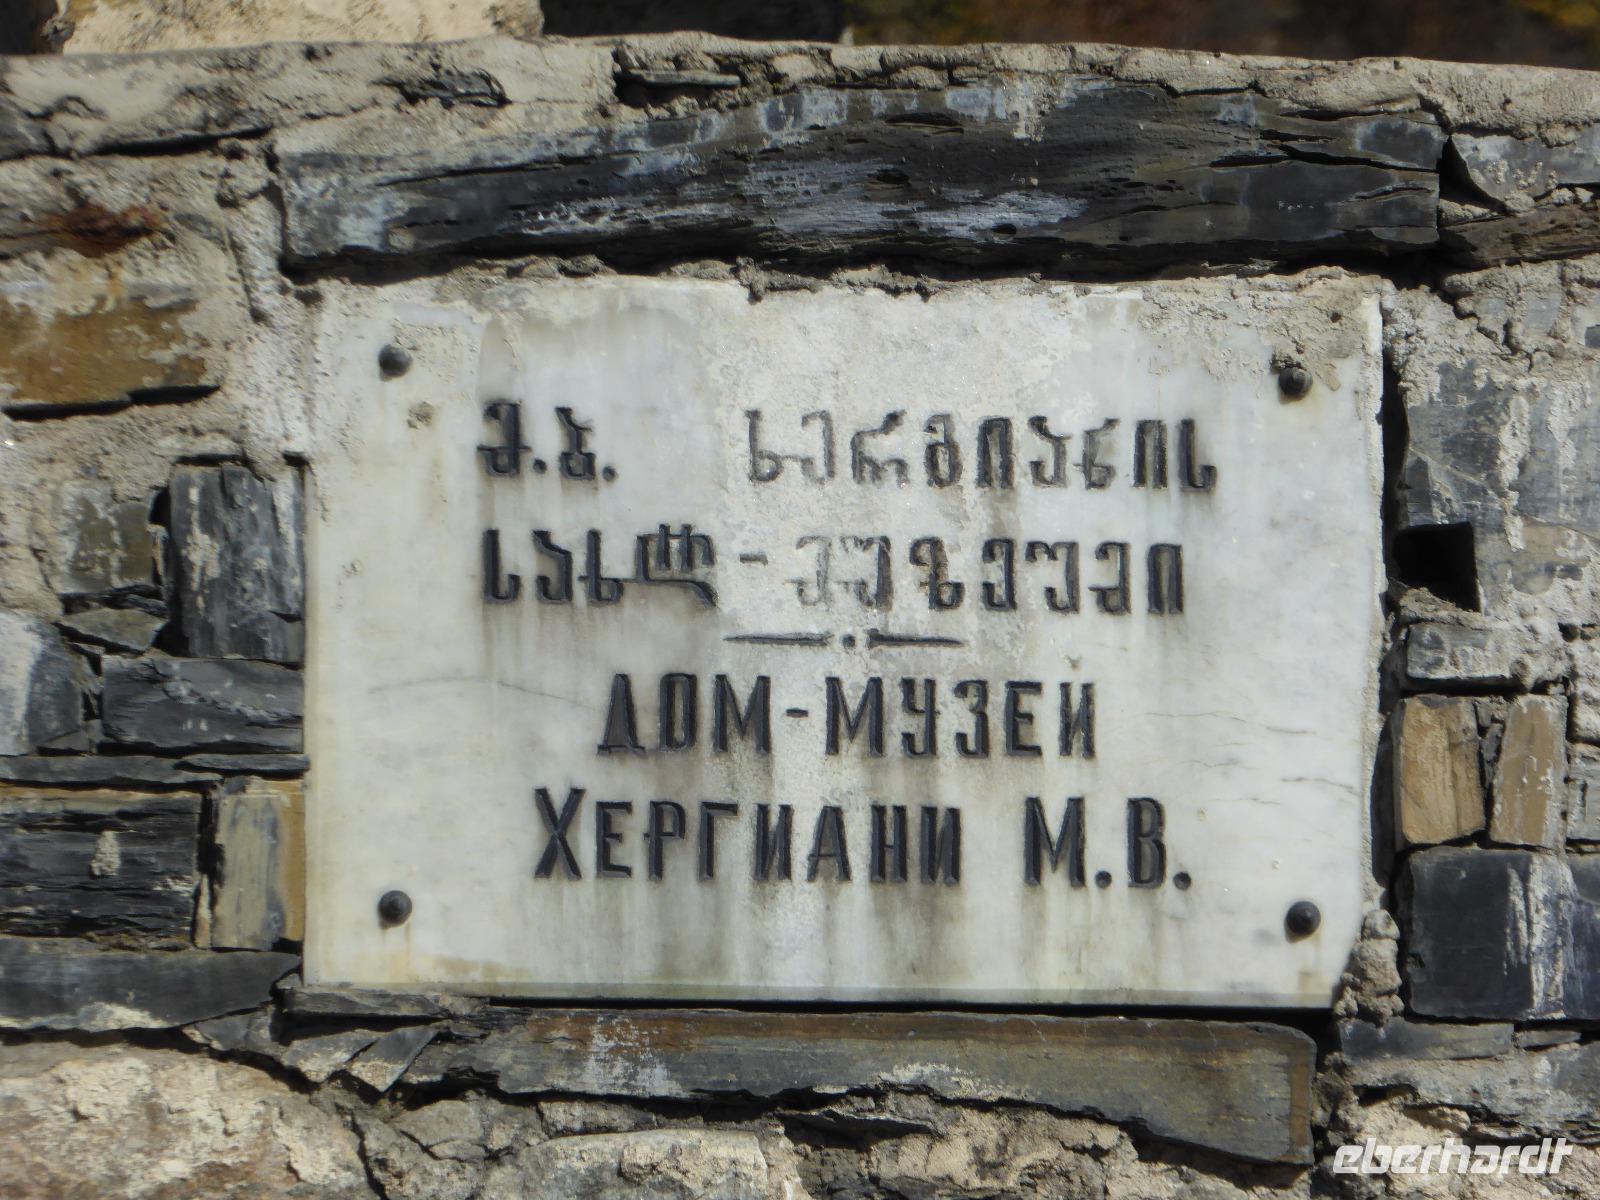 მ.ბ. ხერგიანის
სახლ-მუზეუმი
ДОМ-МУЗЕЙ
ХЕРГИАНИ М.В.
eberhardt